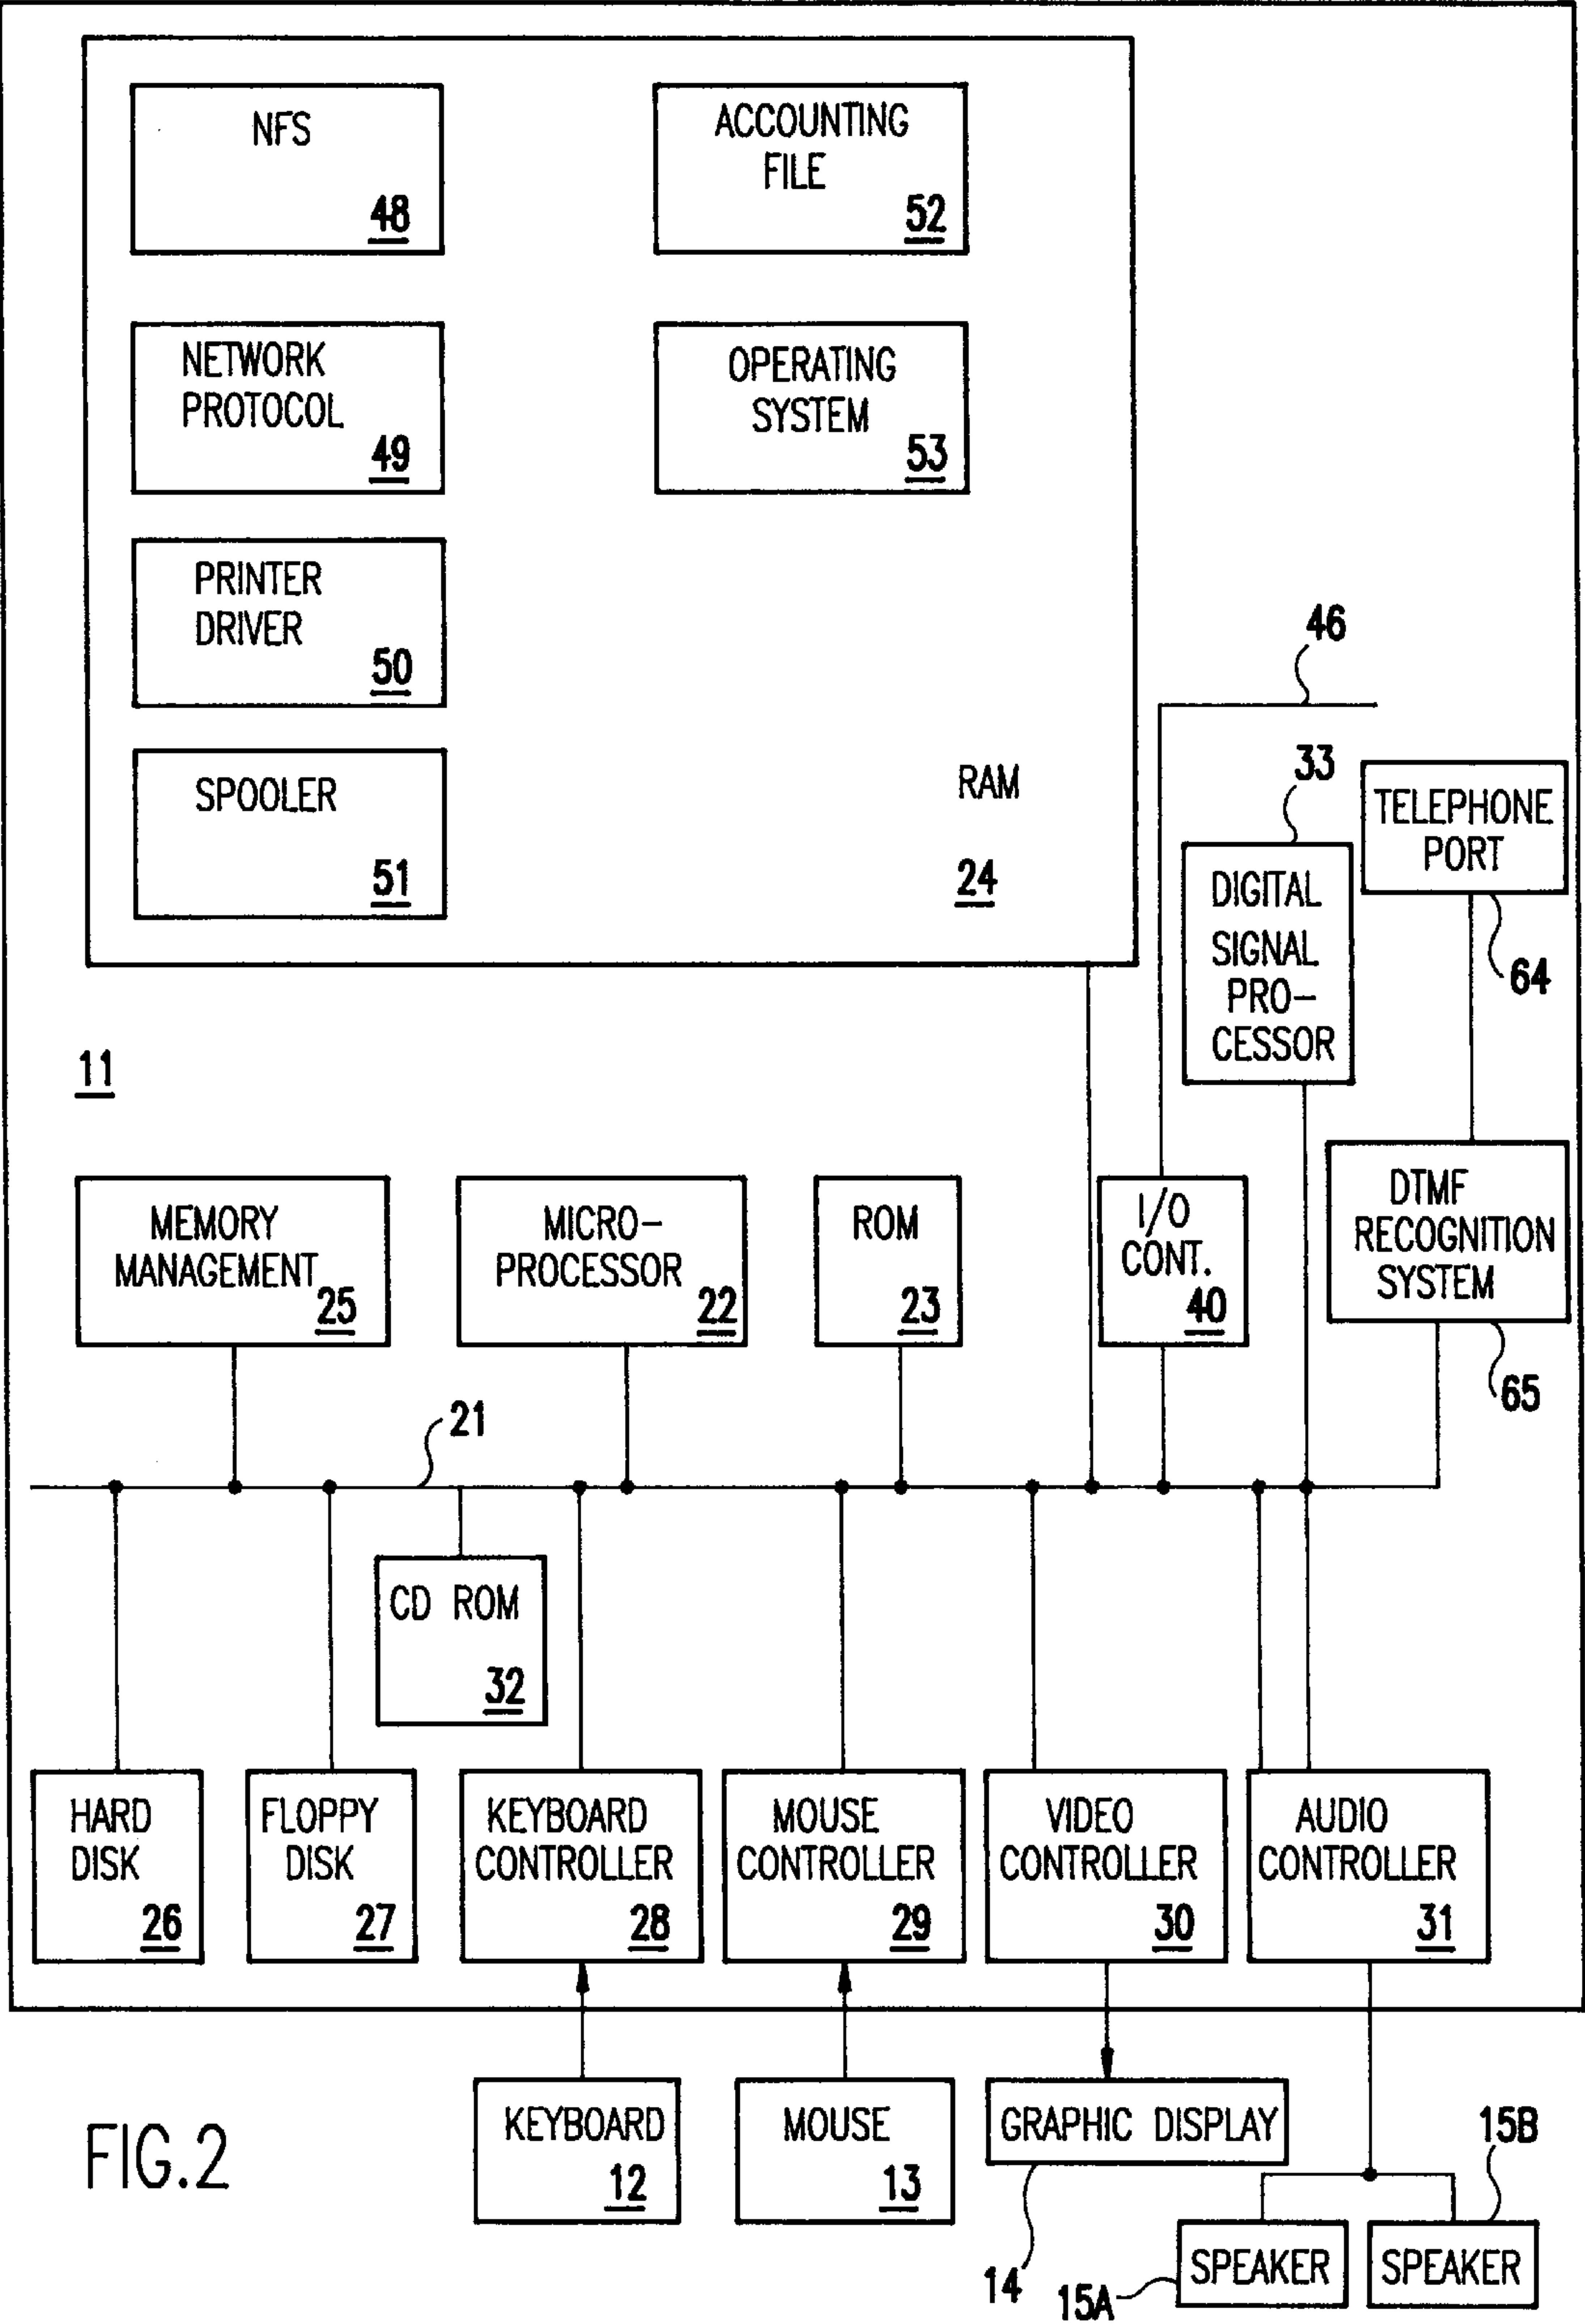 NFS
48
ACCOUNTING
FILE
52
NETWORK
PROTOCOL
49
OPERATING
SYSTEM
53
PRINTER
DRIVER
50
SPOOLER
51
RAM
24
46
33
DIGITAL
SIGNAL
PRO-
CESSOR
TELEPHONE
PORT
64
11
MEMORY
MANAGEMENT
25
MICRO-
PROCESSOR
22
ROM
23
I/O
CONT.
40
DTMF
RECOGNITION
SYSTEM
65
21
CD ROM
32
HARD
DISK
26
FLOPPY
DISK
27
KEYBOARD
CONTROLLER
28
MOUSE
CONTROLLER
29
VIDEO
CONTROLLER
30
AUDIO
CONTROLLER
31
FIG.2
KEYBOARD
12
MOUSE
13
GRAPHIC DISPLAY
14
15B
SPEAKER
15A
SPEAKER